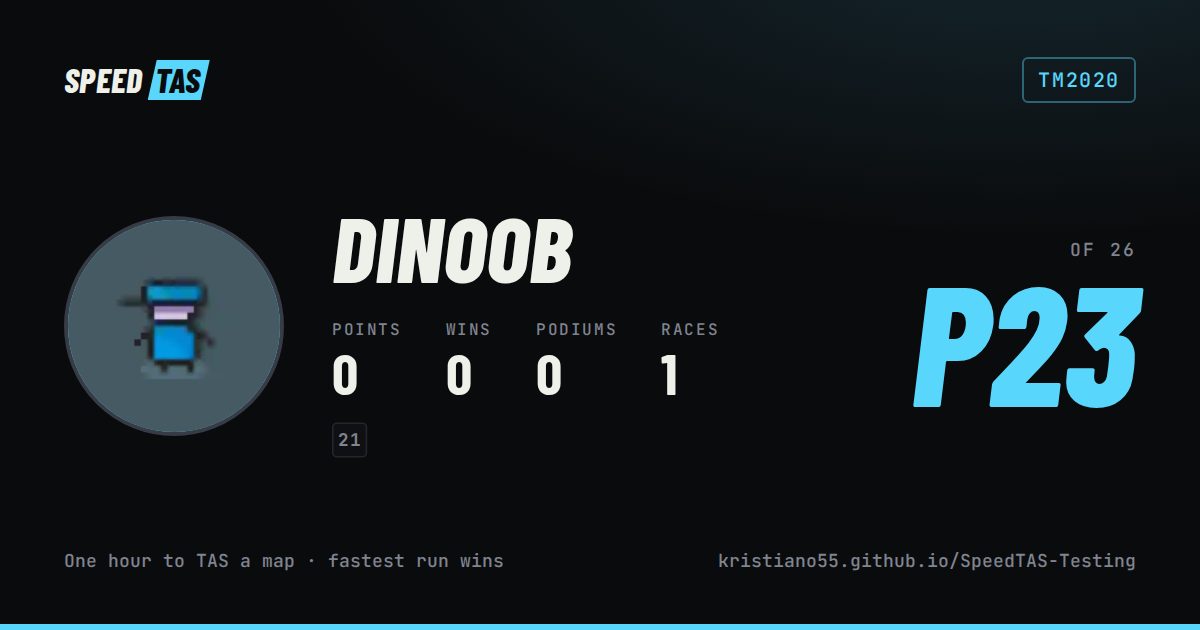 SPEED TAS
TM2020
DINOOB
OF 26
P23
POINTS WINS PODIUMS RACES
0 0 0 1
21
One hour to TAS a map · fastest run wins
kristiano55.github.io/SpeedTAS-Testing